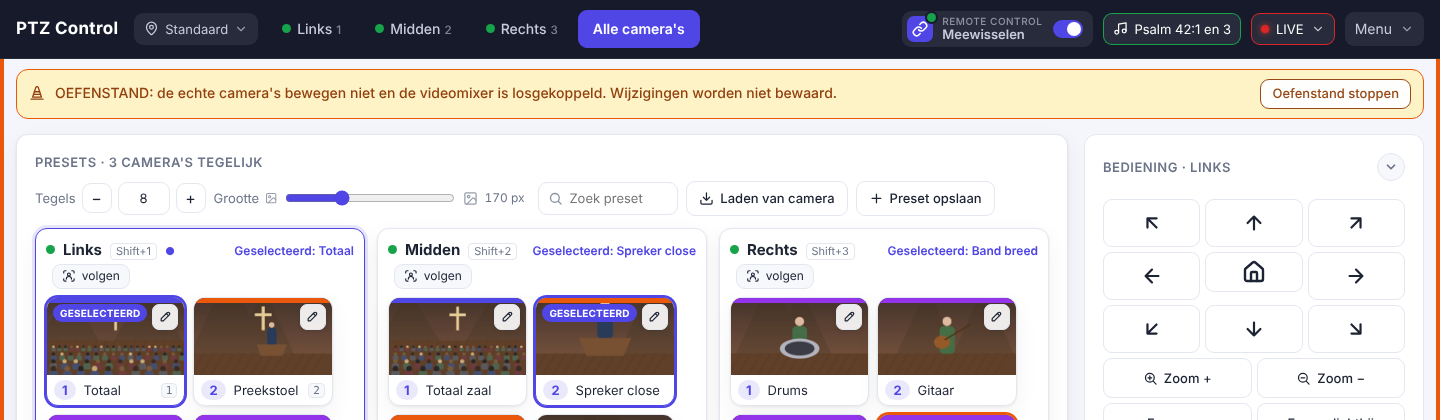 PTZ Control Standaard Links 1 Midden 2 Rechts 3 Alle camera's REMOTE CONTROL Meewisselen Psalm 42:1 en 3 LIVE Menu
OEFENSTAND: de echte camera's bewegen niet en de videomixer is losgekoppeld. Wijzigingen worden niet bewaard. Oefenstand stoppen
PRESETS · 3 CAMERA'S TEGELIJK
Tegels − 8 + Grootte 170 px Zoek preset Laden van camera + Preset opslaan
Links Shift+1 Geselecteerd: Totaal
volgen
GESELECTEERD
1 Totaal 1
2 Preekstoel 2
Midden Shift+2 Geselecteerd: Spreker close
volgen
GESELECTEERD
1 Totaal zaal
2 Spreker close
Rechts Shift+3 Geselecteerd: Band breed
volgen
1 Drums
2 Gitaar
BEDIENING · LINKS
Zoom + Zoom −